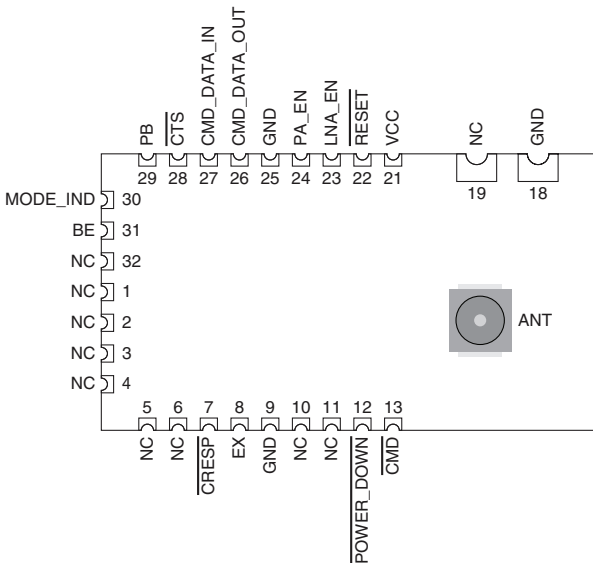 PB
CTS
CMD_DATA_IN
CMD_DATA_OUT
GND
PA_EN
LNA_EN
RESET
VCC
NC
GND
29 28 27 26 25 24 23 22 21
19 18
MODE_IND 30
BE 31
NC 32
NC 1
NC 2
NC 3
NC 4
ANT
5 6 7 8 9 10 11 12 13
NC
NC
CRESP
EX
GND
NC
NC
POWER_DOWN
CMD